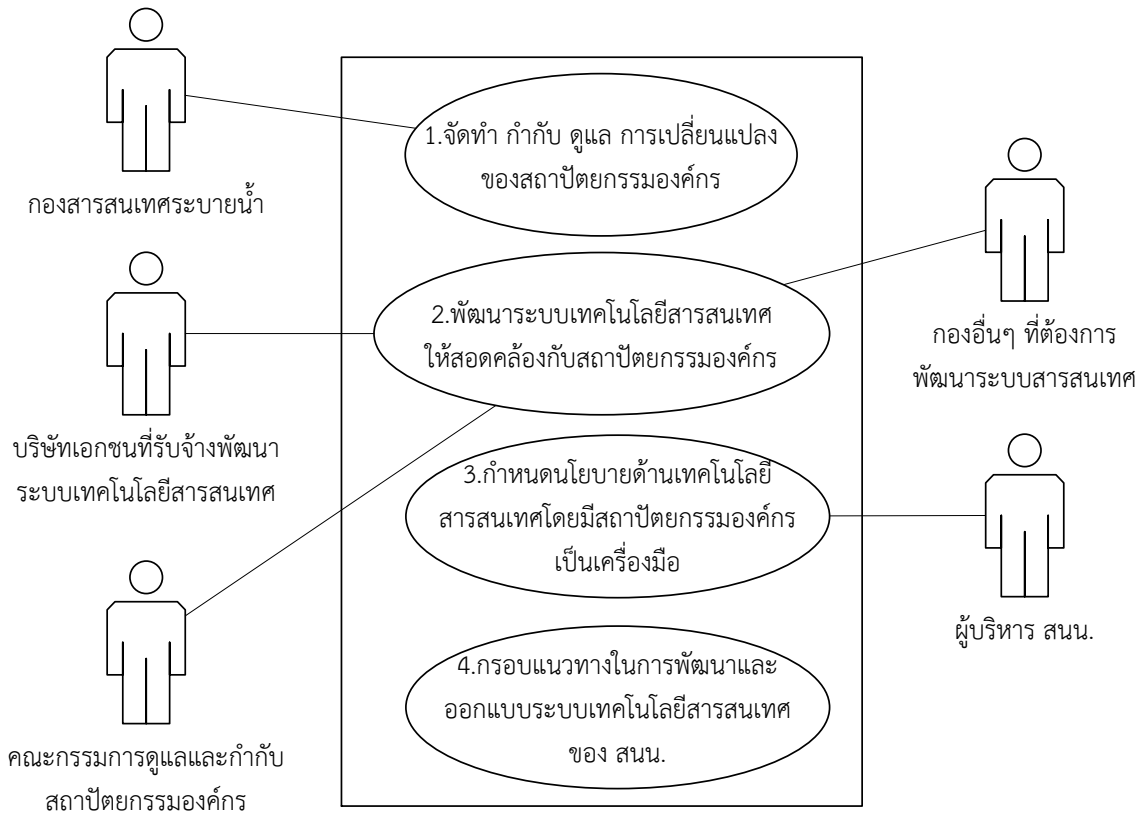 กองสารสนเทศระบายน้ำ
บริษัทเอกชนที่รับจ้างพัฒนา
ระบบเทคโนโลยีสารสนเทศ
คณะกรรมการดูแลและกำกับ
สถาปัตยกรรมองค์กร
1.จัดทำ กำกับ ดูแล การเปลี่ยนแปลง
ของสถาปัตยกรรมองค์กร
2.พัฒนาระบบเทคโนโลยีสารสนเทศ
ให้สอดคล้องกับสถาปัตยกรรมองค์กร
3.กำหนดนโยบายด้านเทคโนโลยี
สารสนเทศโดยมีสถาปัตยกรรมองค์กร
เป็นเครื่องมือ
4.กรอบแนวทางในการพัฒนาและ
ออกแบบระบบเทคโนโลยีสารสนเทศ
ของ สนน.
กองอื่นๆ ที่ต้องการ
พัฒนาระบบสารสนเทศ
ผู้บริหาร สนน.